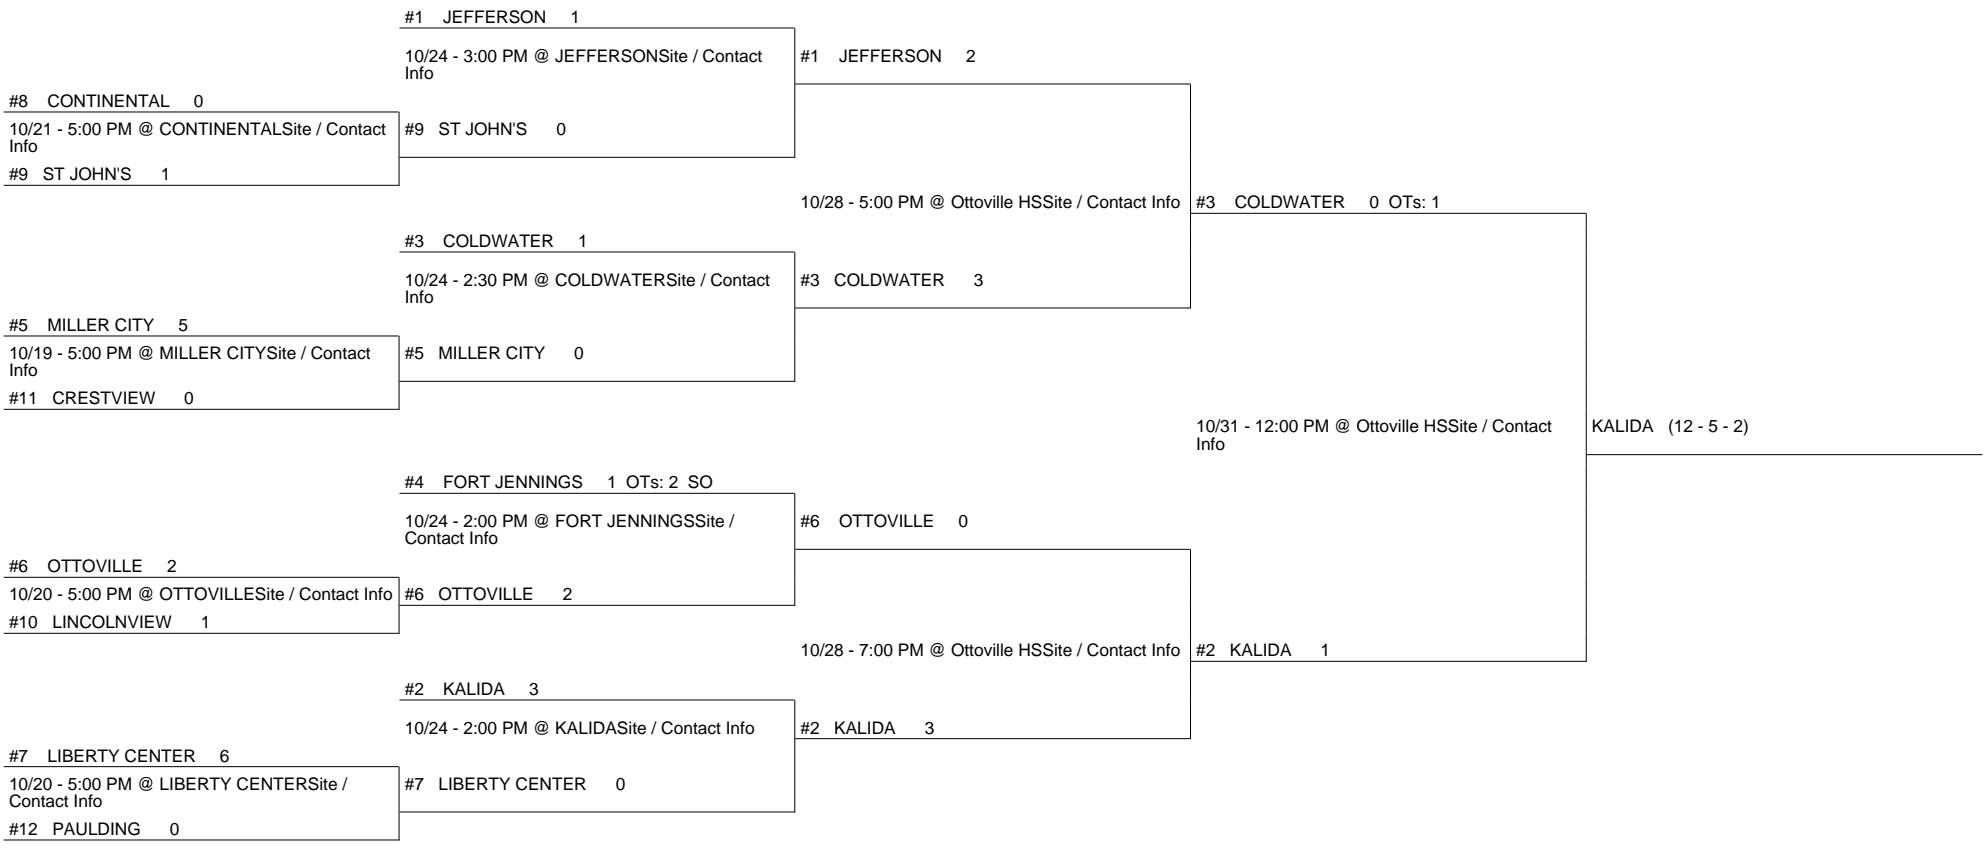 #1 JEFFERSON 1
10/24 - 3:00 PM @ JEFFERSONSite / Contact
Info
#1 JEFFERSON 2
#8 CONTINENTAL 0
10/21 - 5:00 PM @ CONTINENTALSite / Contact
Info
#9 ST JOHN'S 0
#9 ST JOHN'S 1
10/28 - 5:00 PM @ Ottoville HSSite / Contact Info
#3 COLDWATER 0 OTs: 1
#3 COLDWATER 1
10/24 - 2:30 PM @ COLDWATERSite / Contact
Info
#3 COLDWATER 3
#5 MILLER CITY 5
10/19 - 5:00 PM @ MILLER CITYSite / Contact
Info
#5 MILLER CITY 0
#11 CRESTVIEW 0
10/31 - 12:00 PM @ Ottoville HSSite / Contact
Info
KALIDA (12 - 5 - 2)
#4 FORT JENNINGS 1 OTs: 2 SO
10/24 - 2:00 PM @ FORT JENNINGSSite /
Contact Info
#6 OTTOVILLE 0
#6 OTTOVILLE 2
10/20 - 5:00 PM @ OTTOVILLESite / Contact Info
#6 OTTOVILLE 2
#10 LINCOLNVIEW 1
10/28 - 7:00 PM @ Ottoville HSSite / Contact Info
#2 KALIDA 1
#2 KALIDA 3
10/24 - 2:00 PM @ KALIDASite / Contact Info
#2 KALIDA 3
#7 LIBERTY CENTER 6
10/20 - 5:00 PM @ LIBERTY CENTERSite /
Contact Info
#7 LIBERTY CENTER 0
#12 PAULDING 0